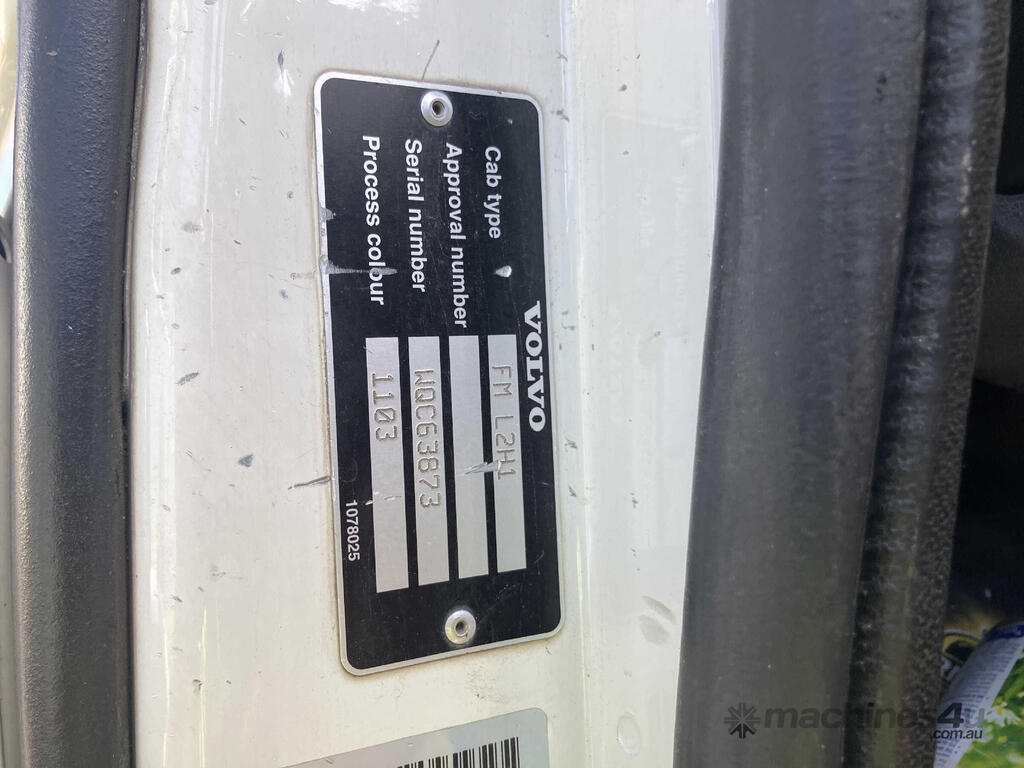 VOLVO
Cab type FM L2H1
Approval number
Serial number WQC63873
Process colour 1103
1078025
machines4u
.com.au